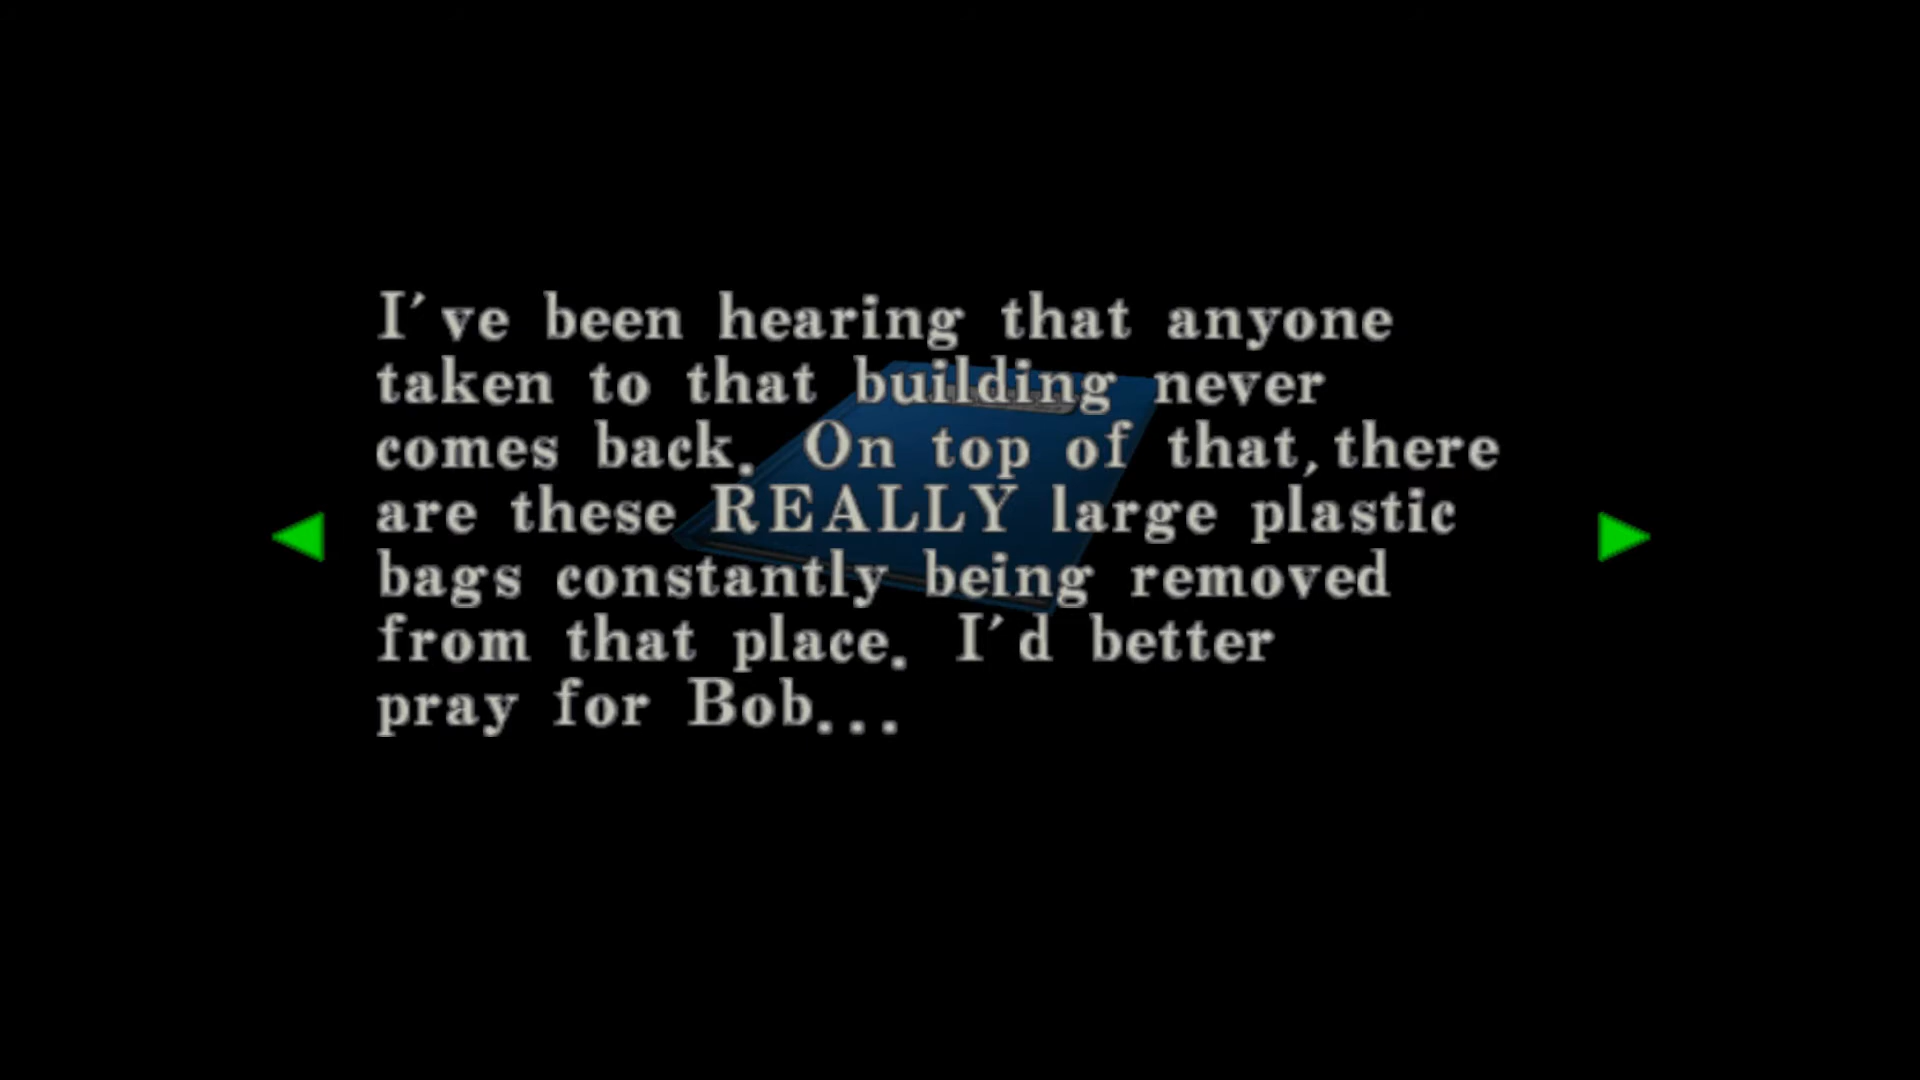 I've been hearing that anyone
taken to that building never
comes back. On top of that,there
are these REALLY large plastic
bags constantly being removed
from that place. I'd better
pray for Bob...